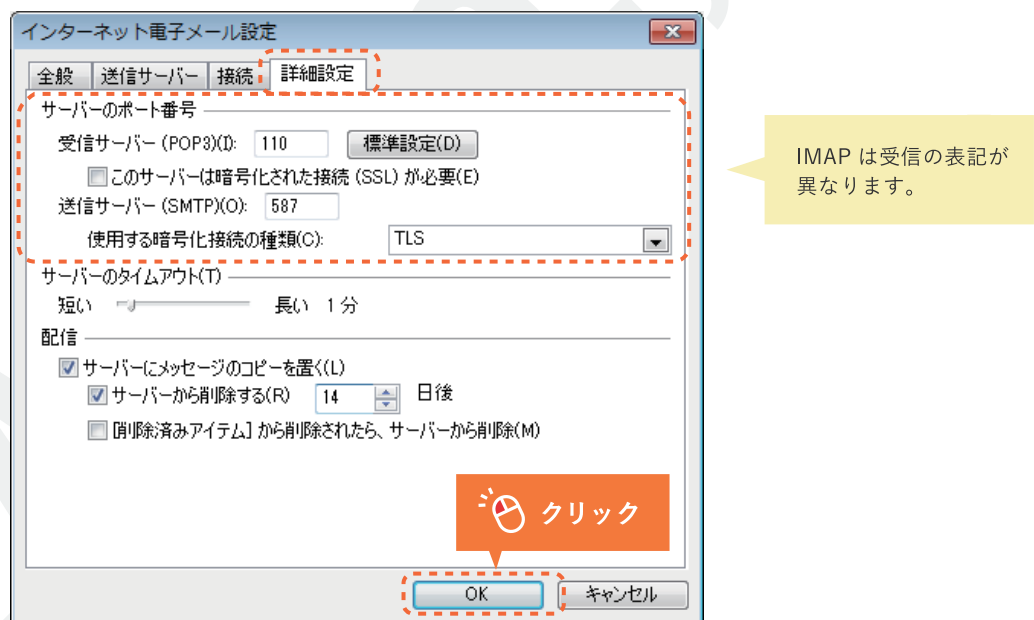 インターネット電子メール設定
全般 送信サーバー 接続 詳細設定
サーバーのポート番号
受信サーバー (POP3)(I): 110 標準設定(D)
このサーバーは暗号化された接続 (SSL) が必要(E)
送信サーバー (SMTP)(O): 587
使用する暗号化接続の種類(C): TLS
サーバーのタイムアウト(T)
短い 長い 1 分
配信
サーバーにメッセージのコピーを置く(L)
サーバーから削除する(R) 14 日後
[削除済みアイテム] から削除されたら、サーバーから削除(M)
クリック
OK キャンセル
IMAP は受信の表記が
異なります。